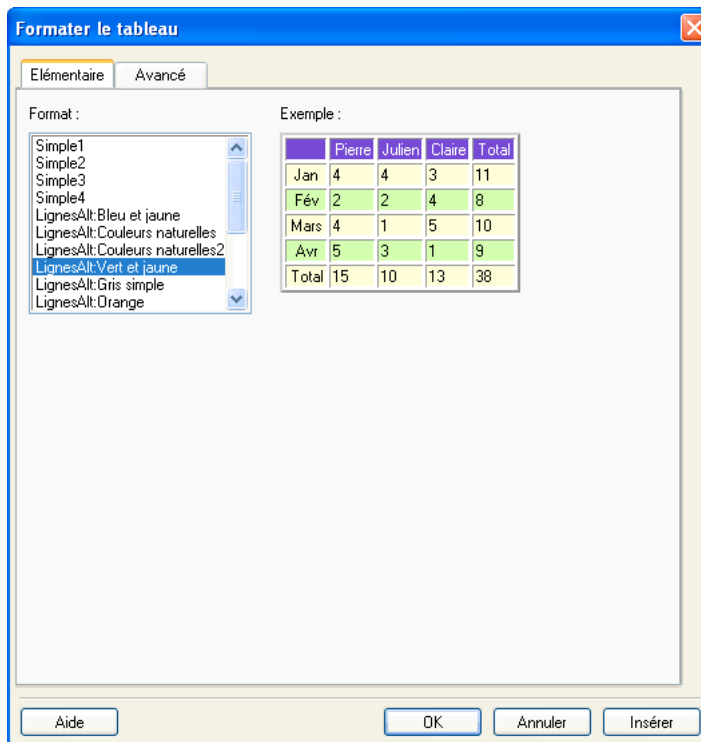 Formater le tableau
Elémentaire Avancé
Format :
Simple1
Simple2
Simple3
Simple4
LignesAlt:Bleu et jaune
LignesAlt:Couleurs naturelles
LignesAlt:Couleurs naturelles2
LignesAlt:Vert et jaune
LignesAlt:Gris simple
LignesAlt:Orange
Exemple :
Pierre Julien Claire Total
Jan 4 4 3 11
Fév 2 2 4 8
Mars 4 1 5 10
Avr 5 3 1 9
Total 15 10 13 38
Aide OK Annuler Insérer